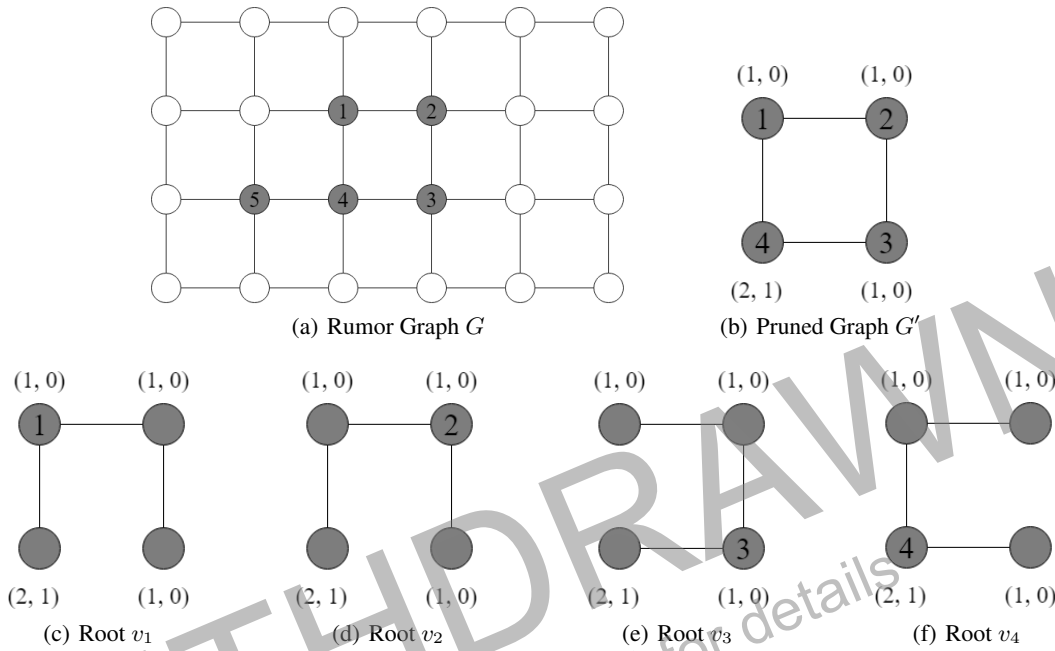 1 2
5 4 3
(a) Rumor Graph G
(1, 0) (1, 0)
1 2
4 3
(2, 1) (1, 0)
(b) Pruned Graph G′
(1, 0) (1, 0)
1
(2, 1) (1, 0)
(c) Root v₁
(1, 0) (1, 0)
2
(2, 1) (1, 0)
(d) Root v₂
(1, 0) (1, 0)
3
(2, 1) (1, 0)
(e) Root v₃
(1, 0) (1, 0)
4
(2, 1) (1, 0)
(f) Root v₄
THDRAWN
for details